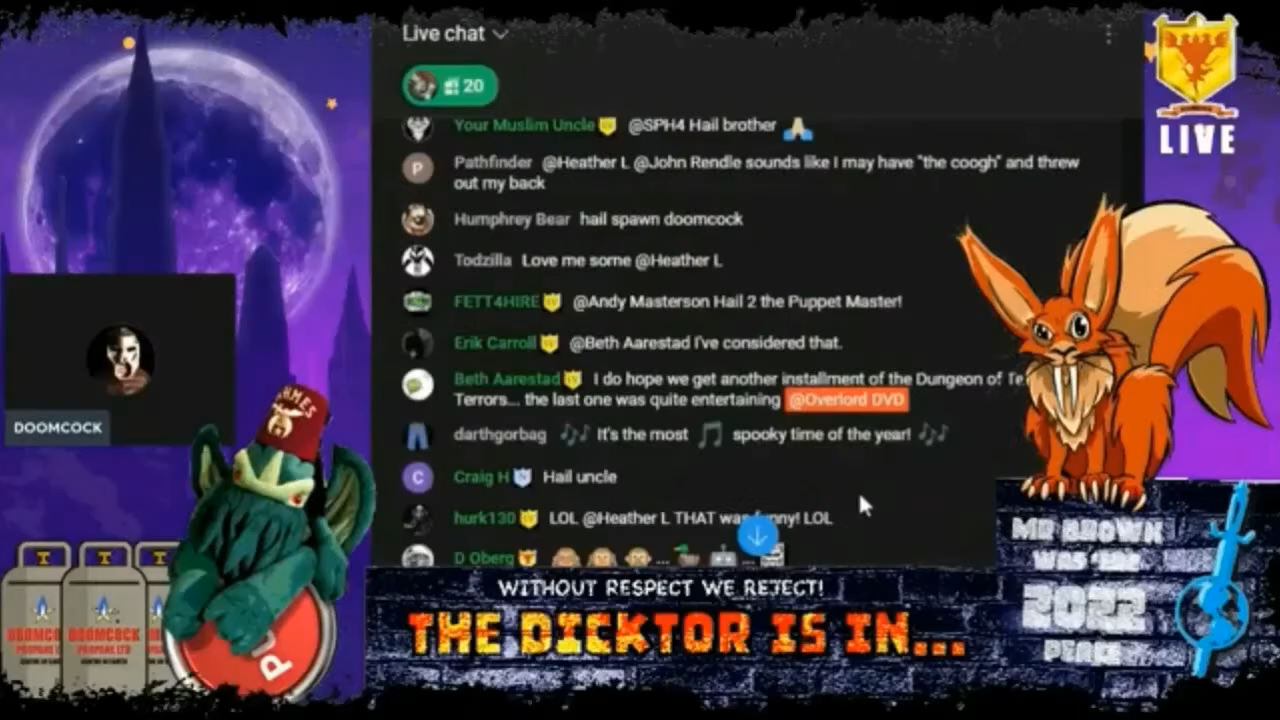 Live chat
20
LIVE
Your Muslim Uncle @SPH4 Hail brother
Pathfinder @Heather L @John Rendle sounds like I may have "the coogh" and threw
out my back
Humphrey Bear hail spawn doomcock
Todzilla Love me some @Heather L
FETT4HIRE @Andy Masterson Hail 2 the Puppet Master!
Erik Carroll @Beth Aarestad I've considered that.
Beth Aarestad I do hope we get another installment of the Dungeon of
Terrors... the last one was quite entertaining @Overlord DVD
DOOMCOCK
darthgorbag It's the most spooky time of the year!
Craig H Hail uncle
hurk130 LOL @Heather L THAT was funny! LOL
D Oberg ... ...
MR BROWN
WAS 'ERE
2022
PEACE
DOOMCOCK
PROPANE LTD
WITHOUT RESPECT WE REJECT!
THE DICKTOR IS IN...